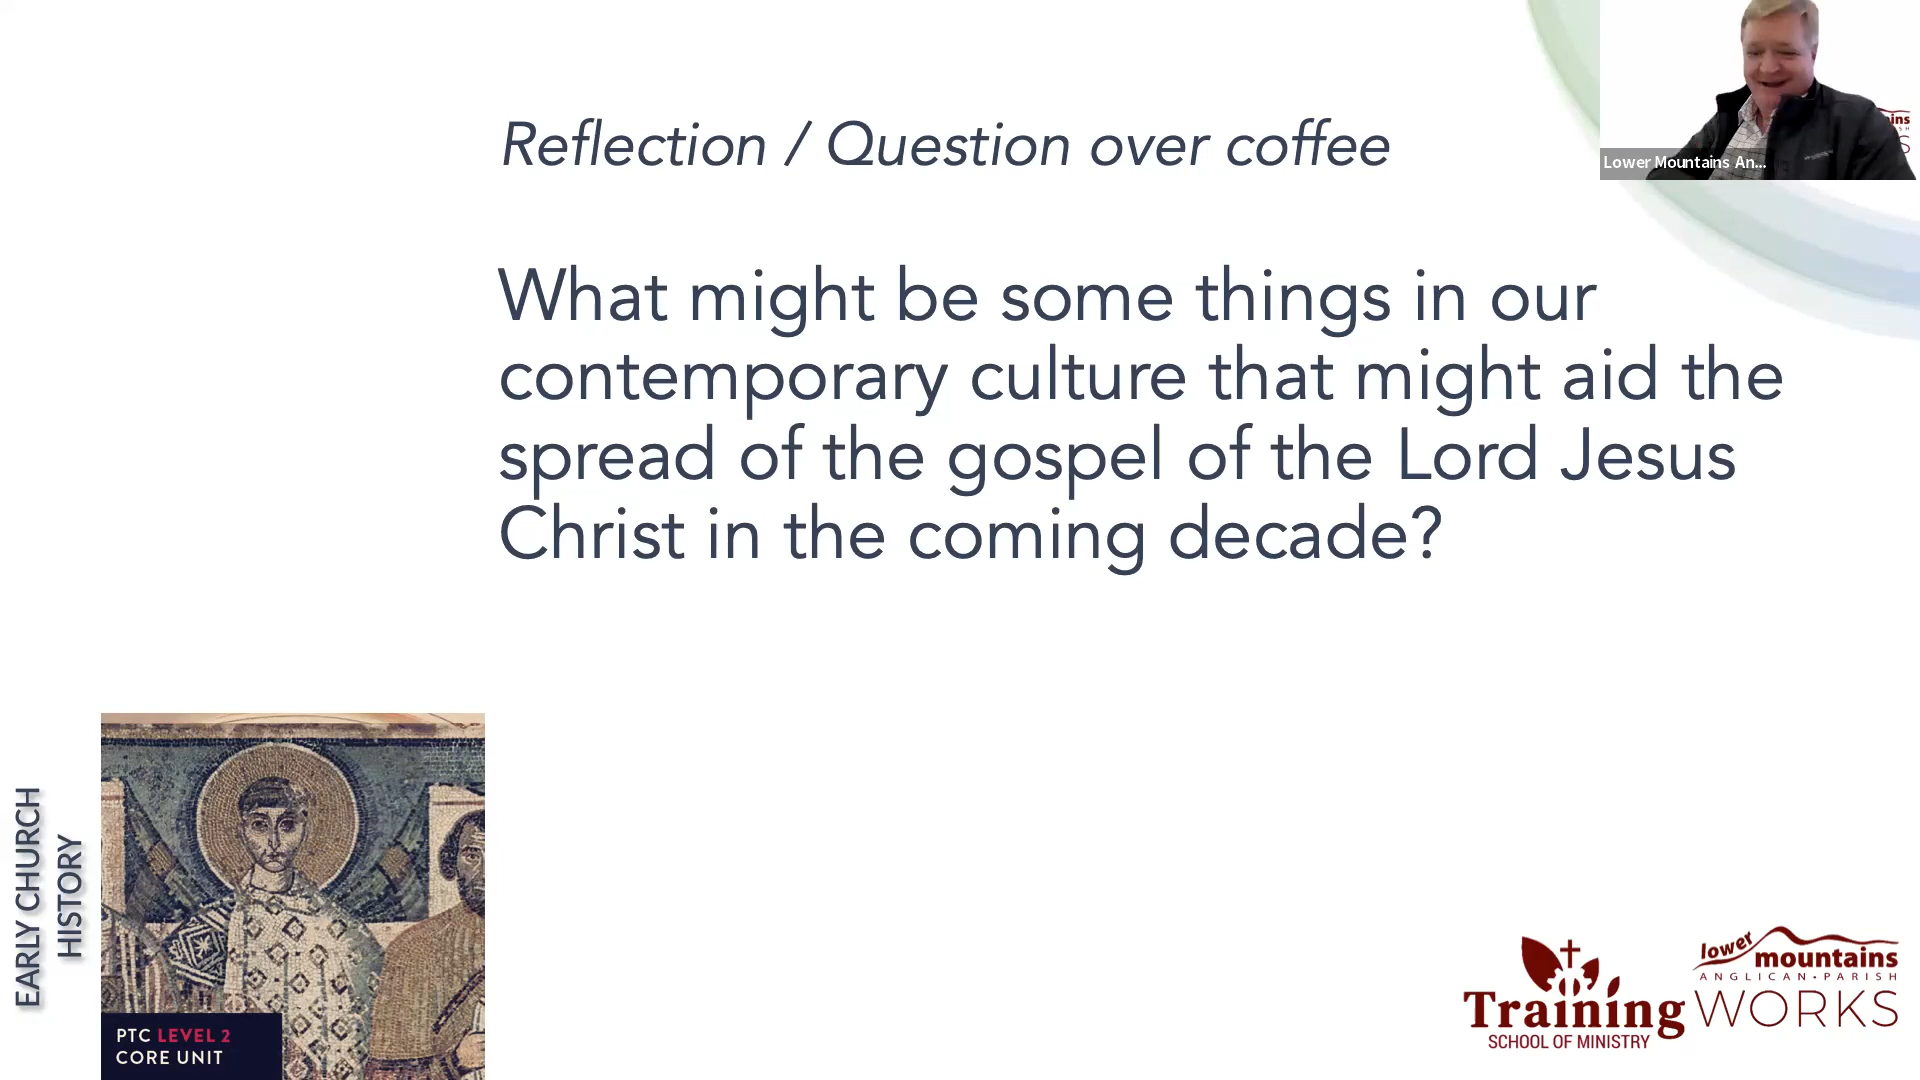 Reflection / Question over coffee
What might be some things in our
contemporary culture that might aid the
spread of the gospel of the Lord Jesus
Christ in the coming decade?
Lower Mountains An...
EARLY CHURCH
HISTORY
PTC LEVEL 2
CORE UNIT
Training
SCHOOL OF MINISTRY
lower
mountains
ANGLICAN•PARISH
WORKS